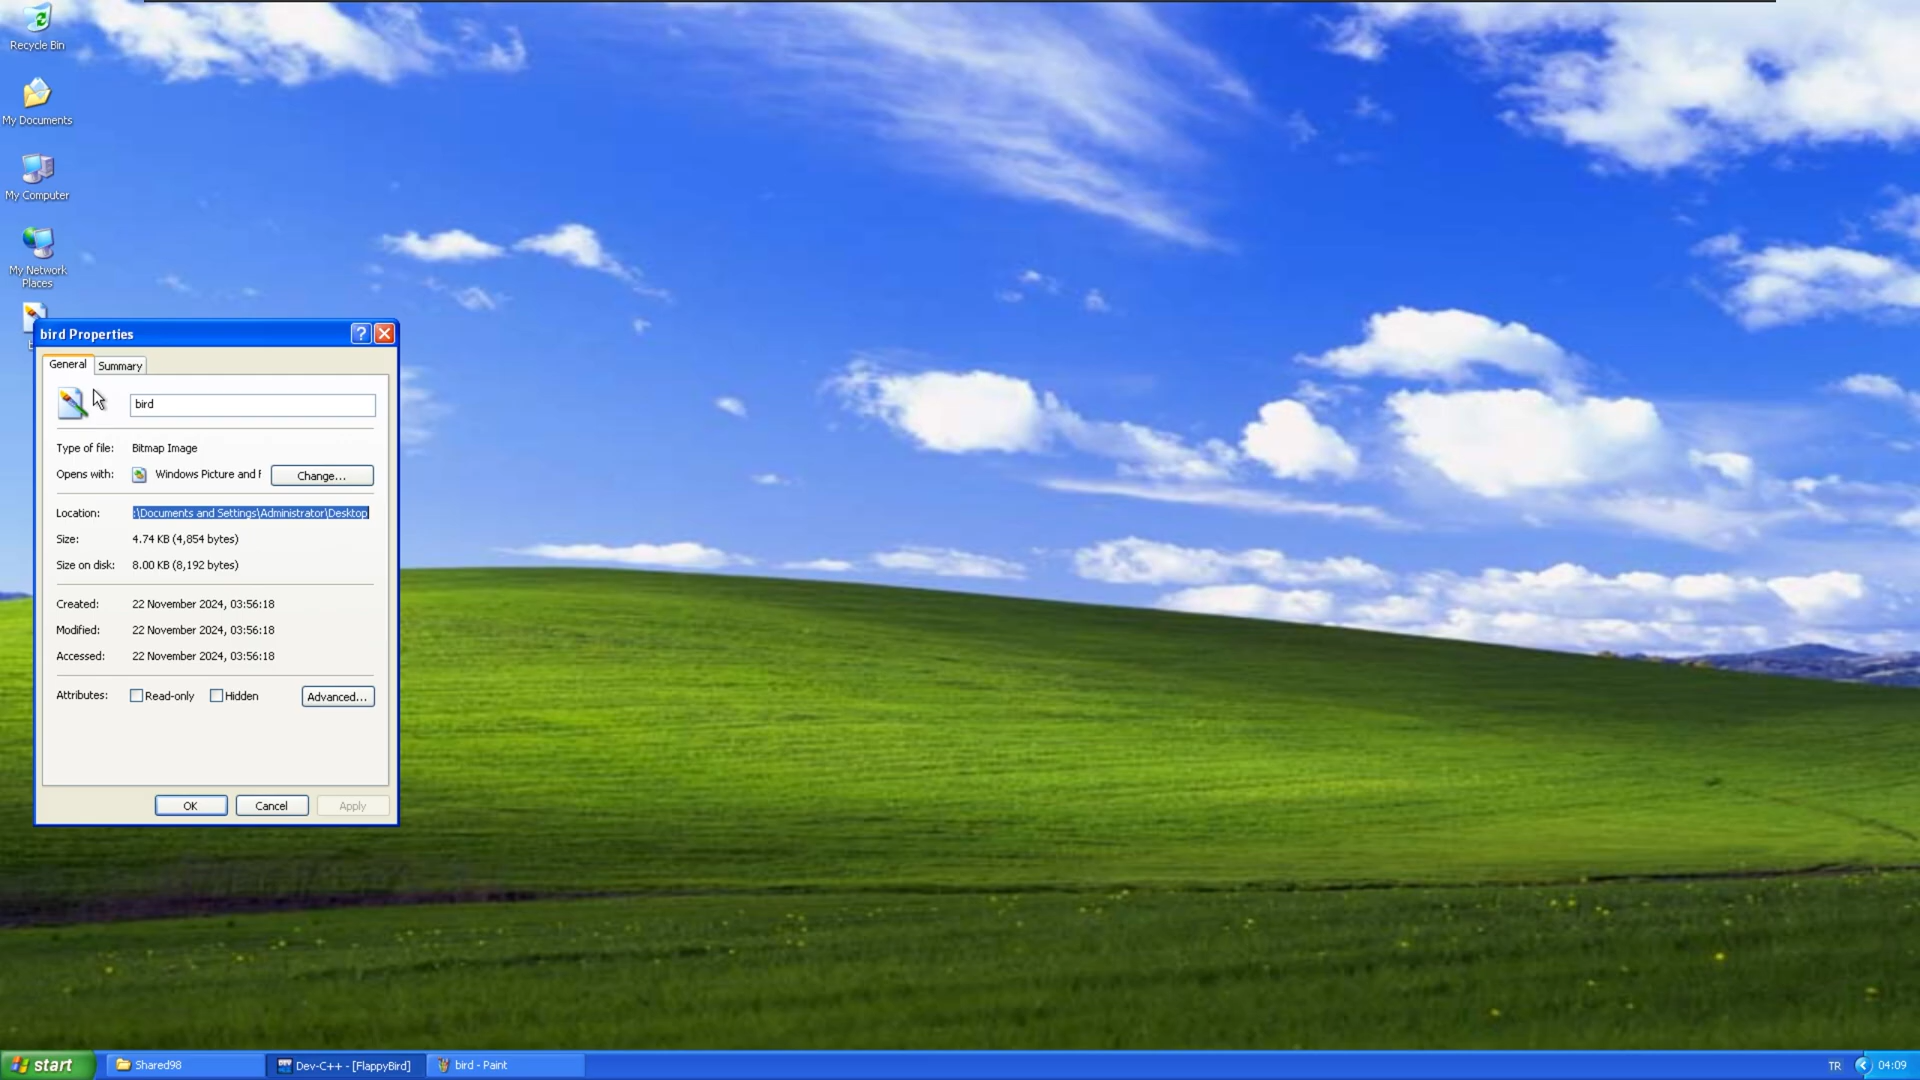 Recycle Bin
My Documents
My Computer
My Network
Places
bird Properties
General
Summary
bird
Type of file:
Bitmap Image
Opens with:
Windows Picture and F
Change...
Location:
:\Documents and Settings\Administrator\Desktop
Size:
4.74 KB (4,854 bytes)
Size on disk:
8.00 KB (8,192 bytes)
Created:
22 November 2024, 03:56:18
Modified:
22 November 2024, 03:56:18
Accessed:
22 November 2024, 03:56:18
Attributes:
Read-only
Hidden
Advanced...
OK
Cancel
Apply
start
Shared98
Dev-C++ - [FlappyBird]
bird - Paint
TR
04:09